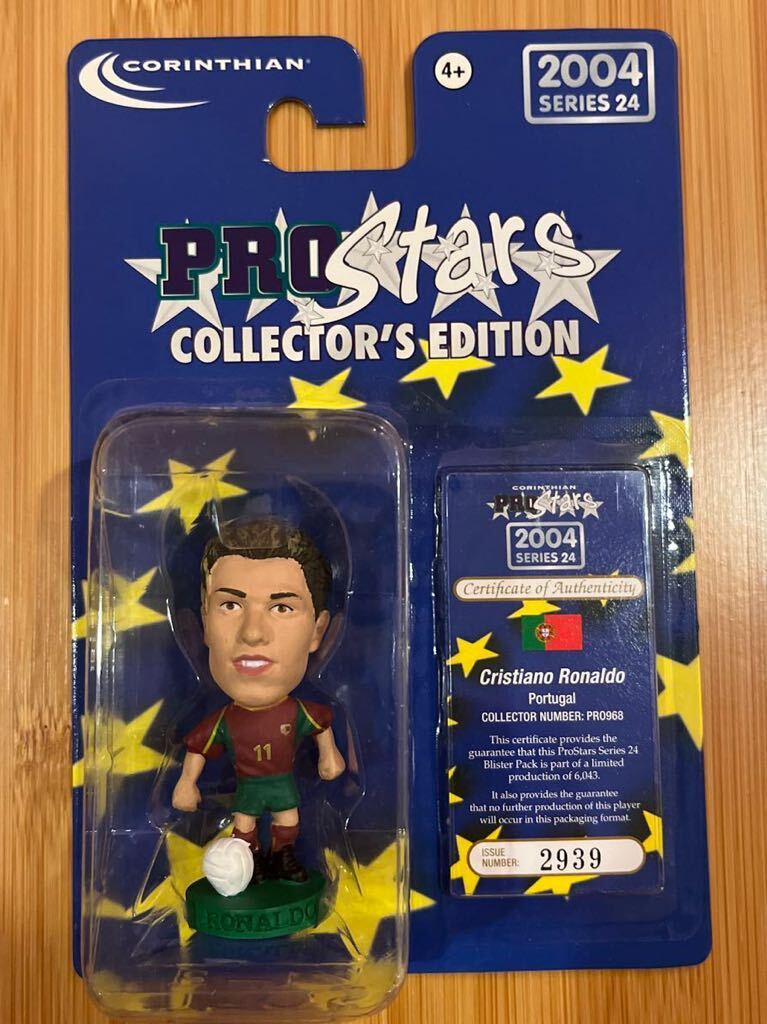 CORINTHIAN
4+
2004
SERIES 24
PROStars
COLLECTOR'S EDITION
11
RONALDO
CORINTHIAN
PROStars
2004
SERIES 24
Certificate of Authenticity
Cristiano Ronaldo
Portugal
COLLECTOR NUMBER: PRO968
This certificate provides the
guarantee that this ProStars Series 24
Blister Pack is part of a limited
production of 6,043.
It also provides the guarantee
that no further production of this player
will occur in this packaging format.
ISSUE
NUMBER: 2939